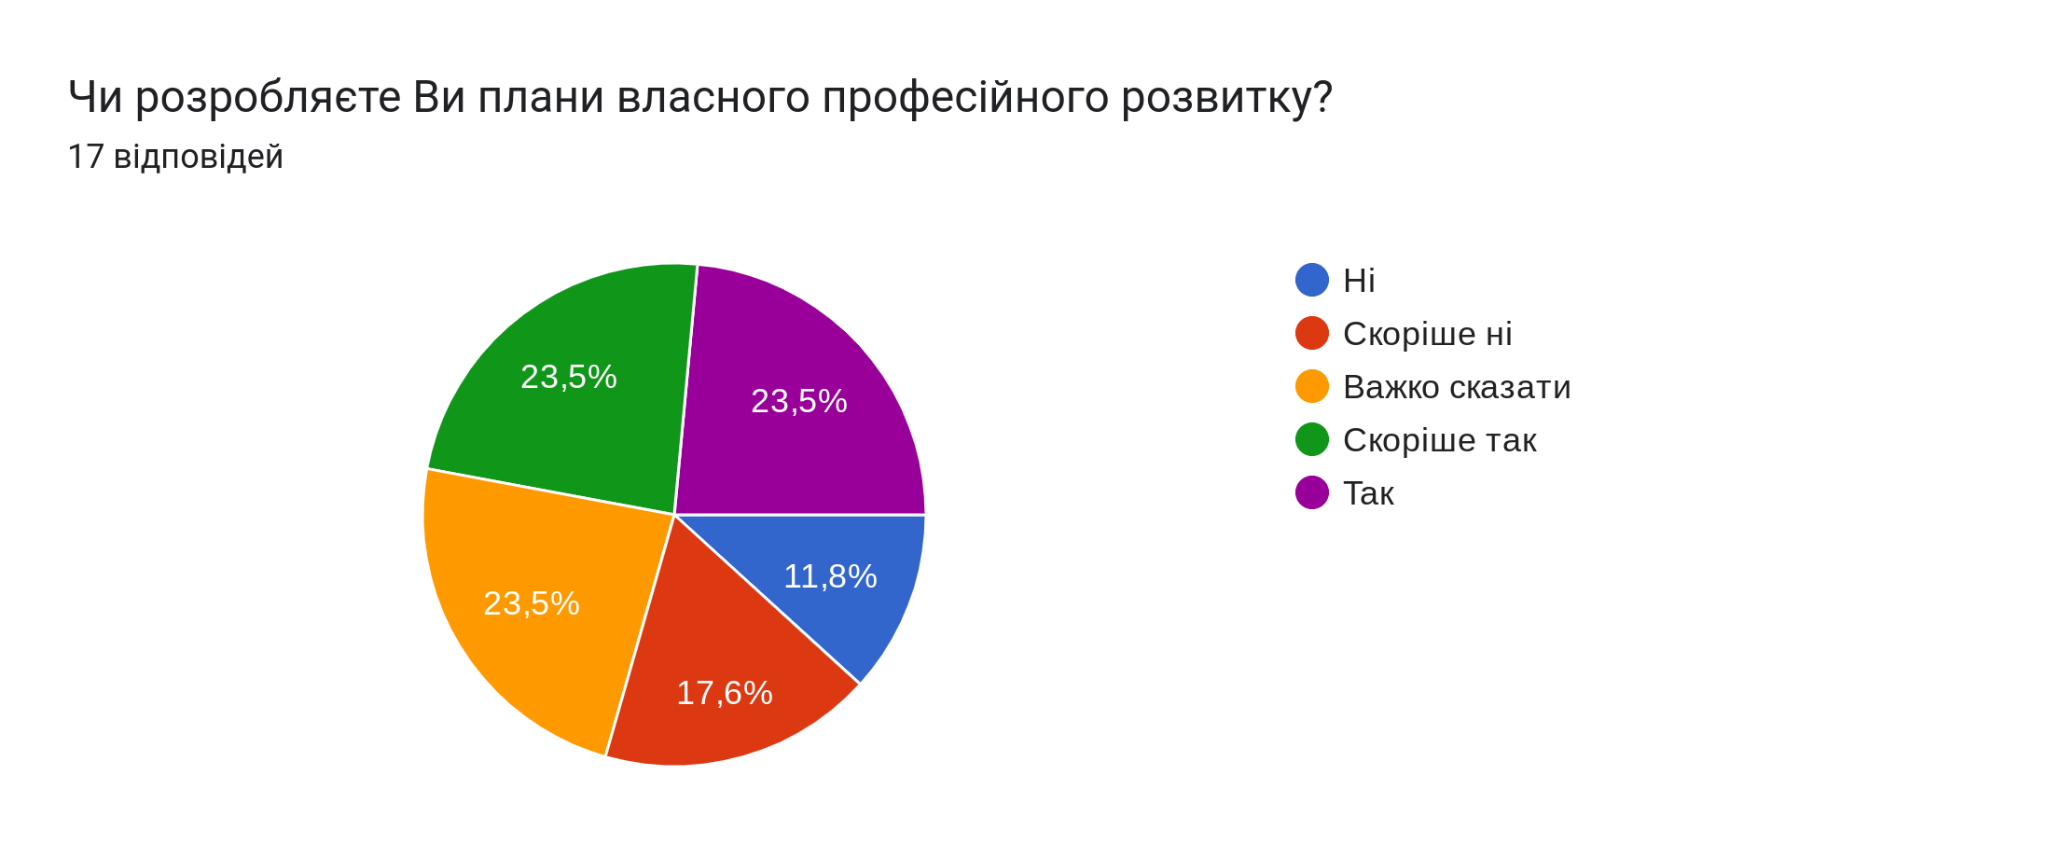 Чи розробляєте Ви плани власного професійного розвитку?
17 відповідей
23,5%
23,5%
11,8%
23,5%
17,6%
Ні
Скоріше ні
Важко сказати
Скоріше так
Так